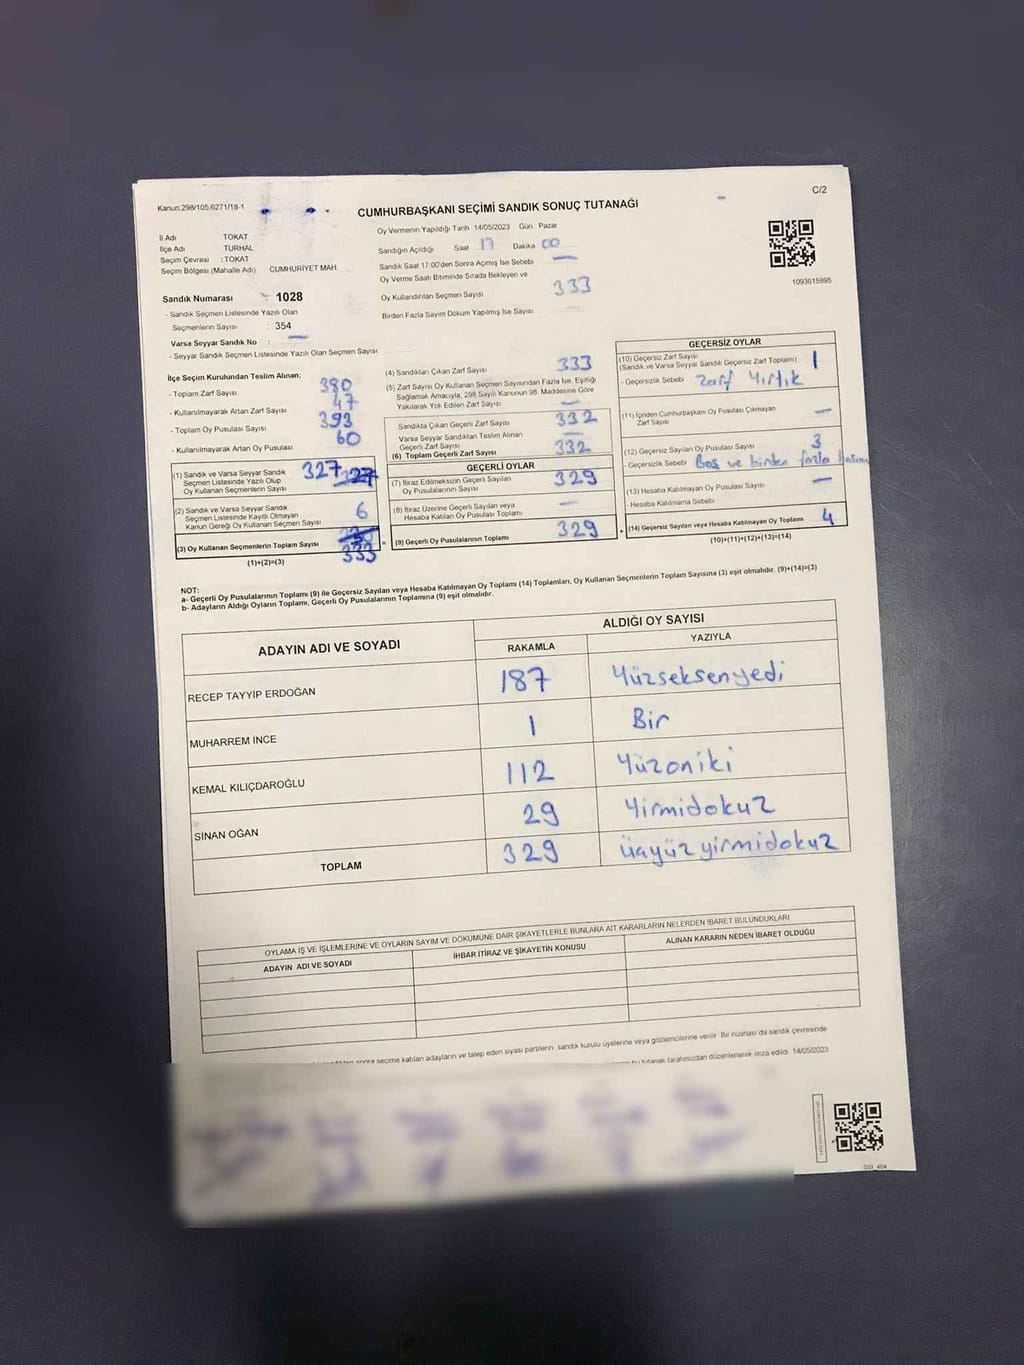 Kanun.298/105,6271/18-1
C/2
CUMHURBAŞKANI SEÇİMİ SANDIK SONUÇ TUTANAĞI
İl Adı TOKAT
İlçe Adı TURHAL
Seçim Çevresi : TOKAT
Seçim Bölgesi (Mahalle Adı) CUMHURİYET MAH.
Sandık Numarası : 1028
- Sandık Seçmen Listesinde Yazılı Olan
Seçmenlerin Sayısı : 354
Varsa Seyyar Sandık No : —
- Seyyar Sandık Seçmen Listesinde Yazılı Olan Seçmen Sayısı
Oy Vermenin Yapıldığı Tarih :14/05/2023 Gün Pazar
Sandığın Açıldığı Saat 17 Dakika 00
Sandık Saat 17:00'den Sonra Açımış İse Sebebi —
Oy Verme Saati Bitiminde Sırada Bekleyen ve
Oy Kullandırılan Seçmen Sayısı 333
Birden Fazla Sayım Döküm Yapılmış İse Sayısı
1093615995
İlçe Seçim Kurulundan Teslim Alınan;
- Toplam Zarf Sayısı 380
- Kullanılmayarak Artan Zarf Sayısı 47
- Toplam Oy Pusulası Sayısı 393
- Kullanılmayarak Artan Oy Pusulası 60
(1) Sandık ve Varsa Seyyar Sandık
Seçmen Listesinde Yazılı Olup
Oy Kullanan Seçmenlerin Sayısı 327
(2) Sandık ve Varsa Seyyar Sandık
Seçmen Listesinde Kayıtlı Olmayan
Kanun Gereği Oy Kullanan Seçmen Sayısı 6
(3) Oy Kullanan Seçmenlerin Toplam Sayısı 333
(1)+(2)=(3)
(4) Sandıktan Çıkan Zarf Sayısı 333
(5) Zarf Sayısı Oy Kullanan Seçmen Sayısından Fazla İse, Eşitliği
Sağlamak Amacıyla, 298 Sayılı Kanunun 98. Maddesine Göre
Yakılarak Yok Edilen Zarf Sayısı —
Sandıkta Çıkan Geçerli Zarf Sayısı 332
Varsa Seyyar Sandıktan Teslim Alınan
Geçerli Zarf Sayısı —
(6) Toplam Geçerli Zarf Sayısı 332
GEÇERLİ OYLAR
(7) İtiraz Edilmeksizin Geçerli Sayılan
Oy Pusulalarının Sayısı 329
(8) İtiraz Üzerine Geçerli Sayılan veya
Hesaba Katılan Oy Pusulası Toplamı —
(9) Geçerli Oy Pusulalarının Toplamı 329
GEÇERSİZ OYLAR
(10) Geçersiz Zarf Sayısı
(Sandık ve Varsa Seyyar Sandık Geçersiz Zarf Toplamı) 1
- Geçersizlik Sebebi Zarf Yırtık
(11) İçinden Cumhurbaşkanı Oy Pusulası Çıkmayan
Zarf Sayısı —
(12) Geçersiz Sayılan Oy Pusulası Sayısı 3
- Geçersizlik Sebebi Boş ve birden fazla
(13) Hesaba Katılmayan Oy Pusulası Sayısı —
- Hesaba Katılmama Sebebi
(14) Geçersiz Sayılan veya Hesaba Katılmayan Oy Toplamı 4
(10)+(11)+(12)+(13)=(14)
NOT:
a- Geçerli Oy Pusulalarının Toplamı (9) ile Geçersiz Sayılan veya Hesaba Katılmayan Oy Toplamı (14) Toplamları, Oy Kullanan Seçmenlerin Toplam Sayısına (3) eşit olmalıdır. (9)+(14)=(3)
b- Adayların Aldığı Oyların Toplamı, Geçerli Oy Pusulalarının Toplamına (9) eşit olmalıdır.
ADAYIN ADI VE SOYADI
ALDIĞI OY SAYISI
RAKAMLA YAZIYLA
RECEP TAYYİP ERDOĞAN 187 Yüzseksenyedi
MUHARREM İNCE 1 Bir
KEMAL KILIÇDAROĞLU 112 Yüzoniki
SİNAN OĞAN 29 Yirmidokuz
TOPLAM 329 üçyüzyirmidokuz
OYLAMA İŞ VE İŞLEMLERİNE VE OYLARIN SAYIM VE DÖKÜMÜNE DAİR ŞİKAYETLERLE BUNLARA AİT KARARLARIN NELERDEN İBARET BULUNDUKLARI
ADAYIN ADI VE SOYADI İHBAR İTİRAZ VE ŞİKAYETİN KONUSU ALINAN KARARIN NEDEN İBARET OLDUĞU
sonra seçime katılan adayların ve talep eden siyasi partilerin sandık kurulu üyelerine veya gözlemcilerine verilir. Bir nüshası da sandık çevresinde
bu tutanak tarafımızdan düzenlenerek imza edildi. 14/05/2023